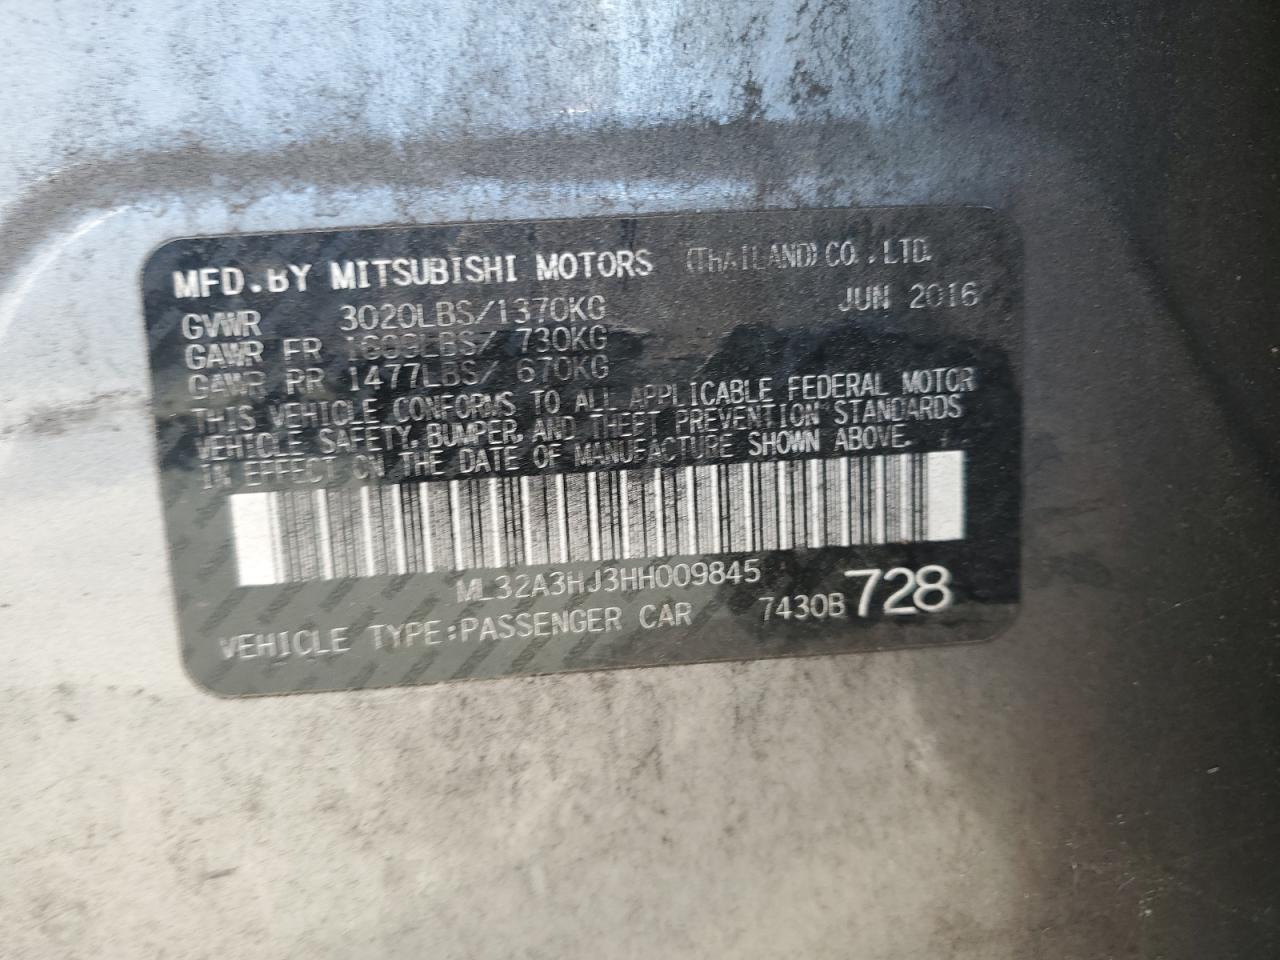 MFD.BY MITSUBISHI MOTORS (THAILAND) CO.,LTD.
GVWR 3020LBS/1370KG JUN 2016
GAWR FR LBS/ 730KG
GAWR RR 1477LBS/ 670KG
THIS VEHICLE CONFORMS TO ALL APPLICABLE FEDERAL MOTOR
VEHICLE SAFETY, BUMPER, AND THEFT PREVENTION STANDARDS
IN EFFECT ON THE DATE OF MANUFACTURE SHOWN ABOVE.
ML32A3HJ3HH009845
VEHICLE TYPE:PASSENGER CAR 7430B 728